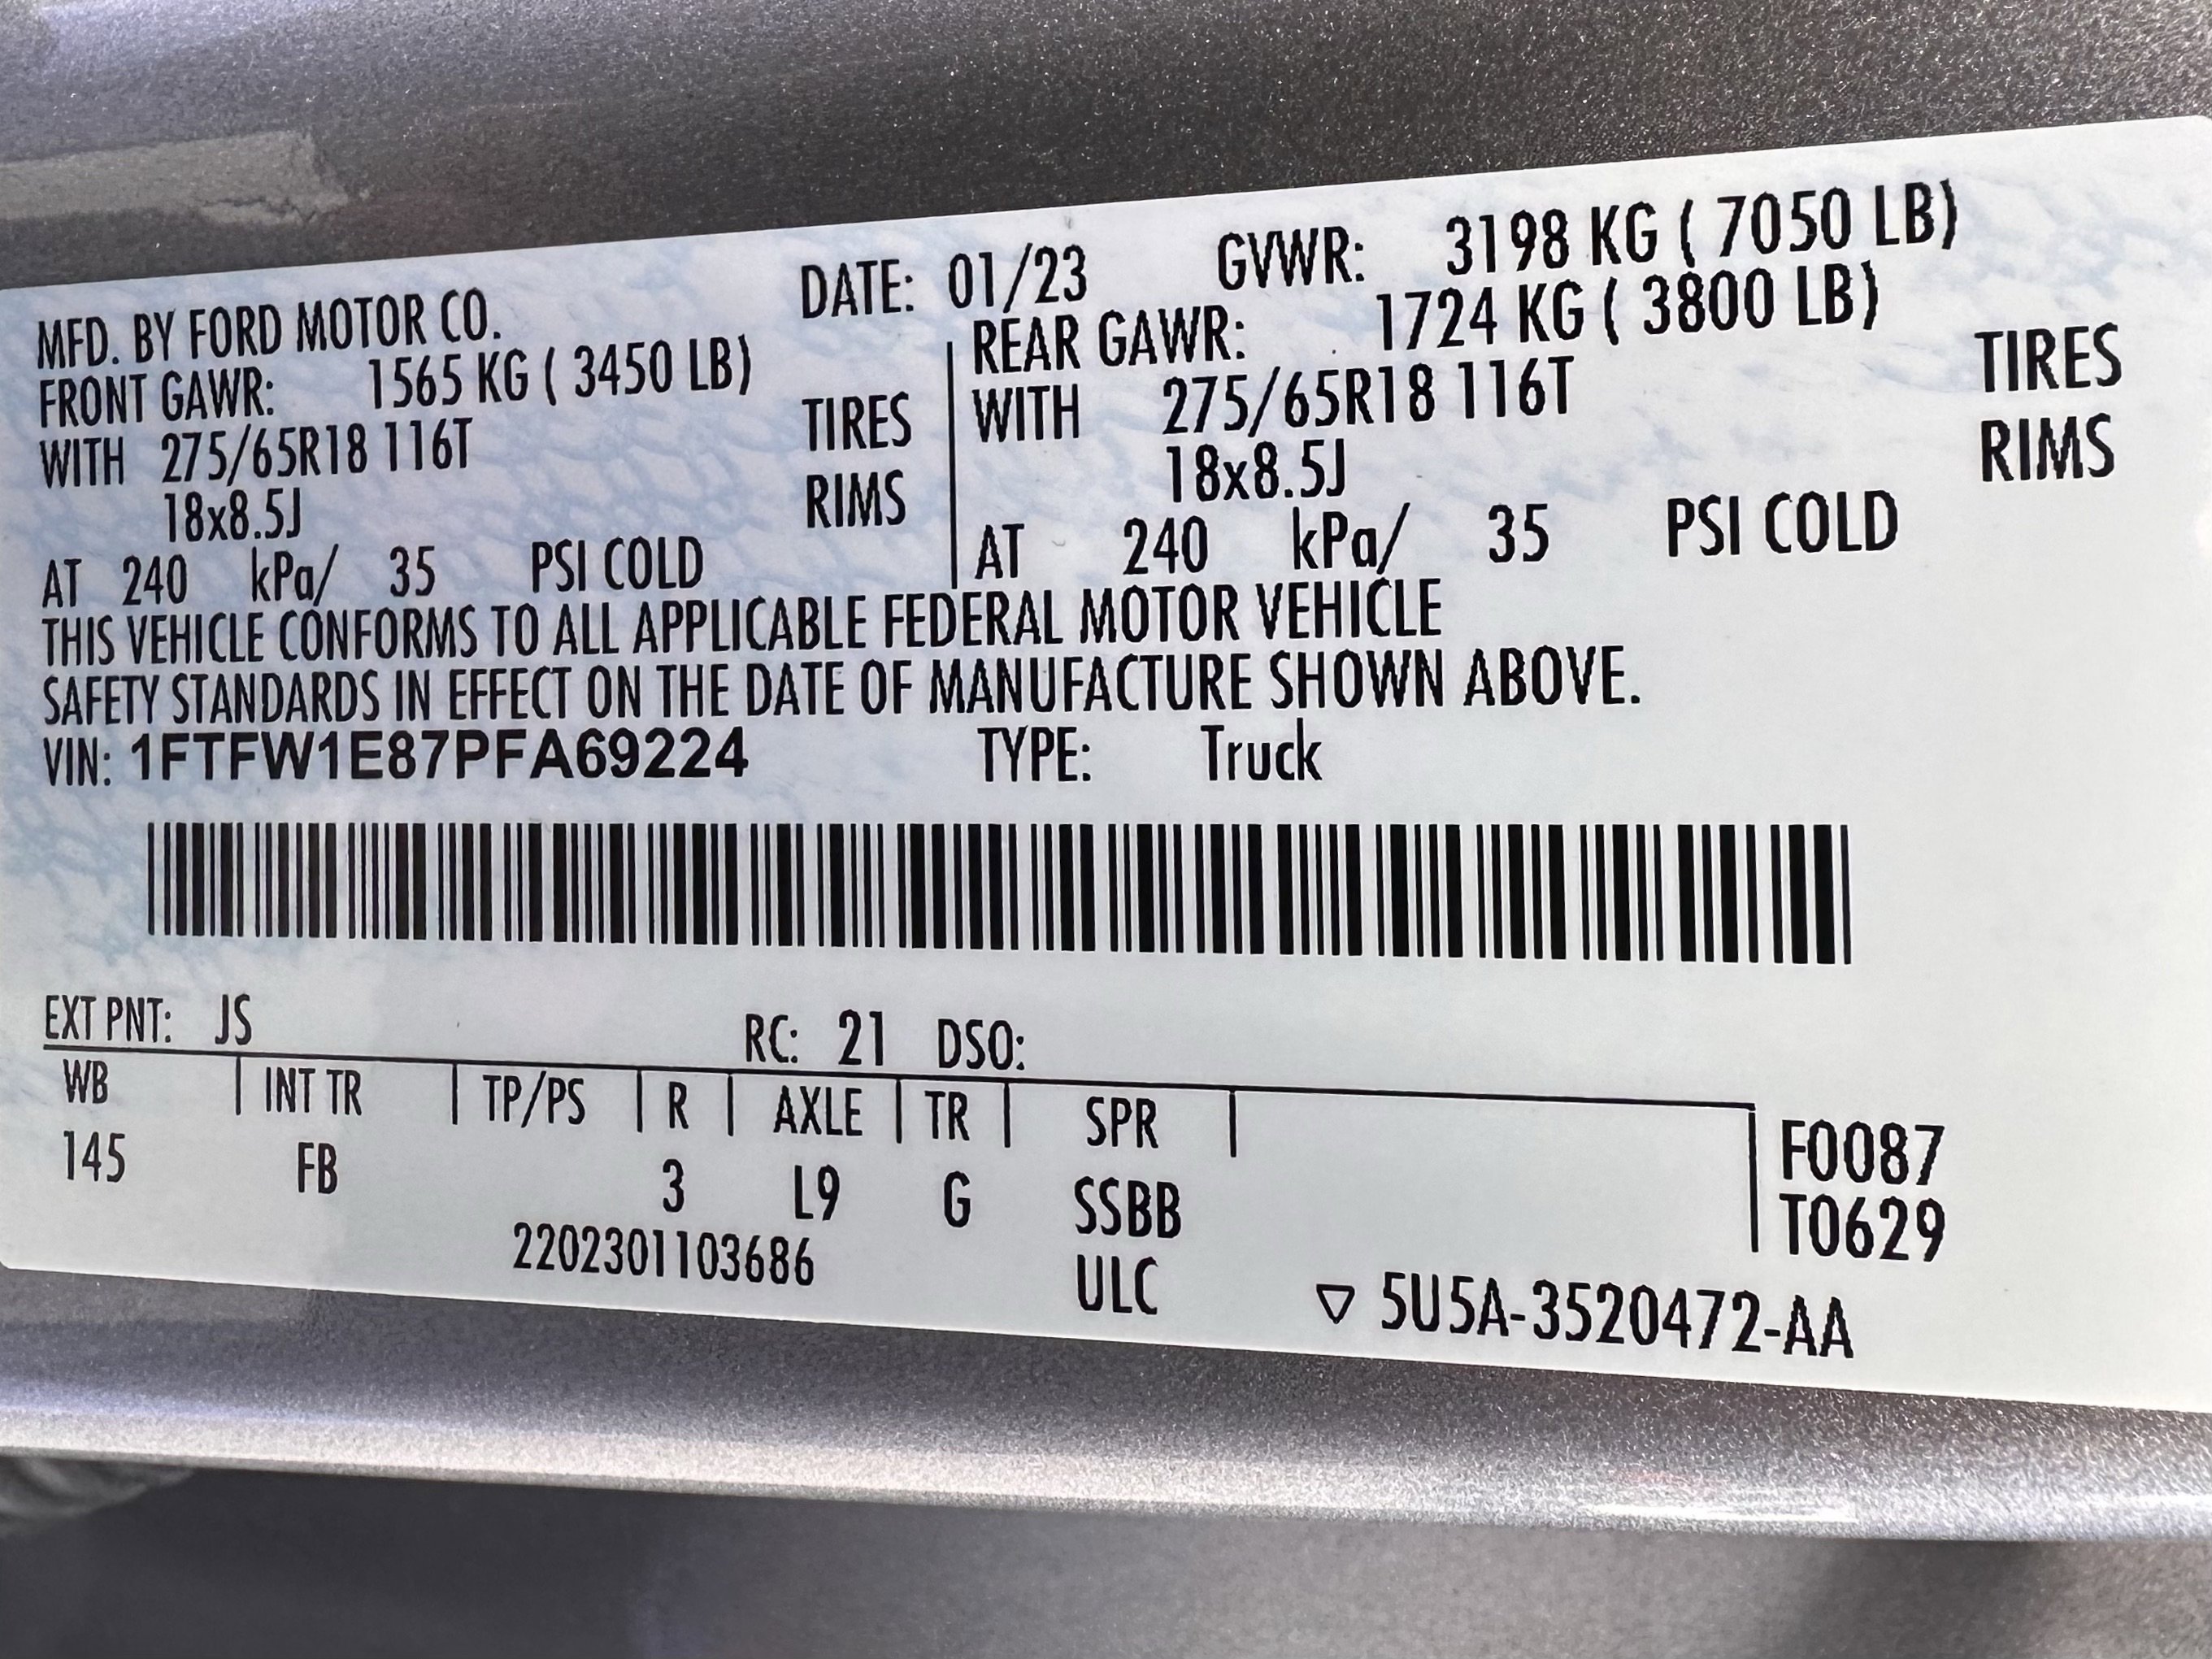 MFD. BY FORD MOTOR CO. DATE: 01/23 GVWR: 3198 KG ( 7050 LB)
FRONT GAWR: 1565 KG ( 3450 LB) REAR GAWR: 1724 KG ( 3800 LB)
WITH 275/65R18 116T TIRES WITH 275/65R18 116T TIRES
18x8.5J RIMS 18x8.5J RIMS
AT 240 kPa/ 35 PSI COLD AT 240 kPa/ 35 PSI COLD
THIS VEHICLE CONFORMS TO ALL APPLICABLE FEDERAL MOTOR VEHICLE
SAFETY STANDARDS IN EFFECT ON THE DATE OF MANUFACTURE SHOWN ABOVE.
VIN: 1FTFW1E87PFA69224 TYPE: Truck
EXT PNT: JS RC: 21 DSO:
WB INT TR TP/PS R AXLE TR SPR F0087
145 FB 3 L9 G SSBB T0629
2202301103686 ULC ▽ 5U5A-3520472-AA